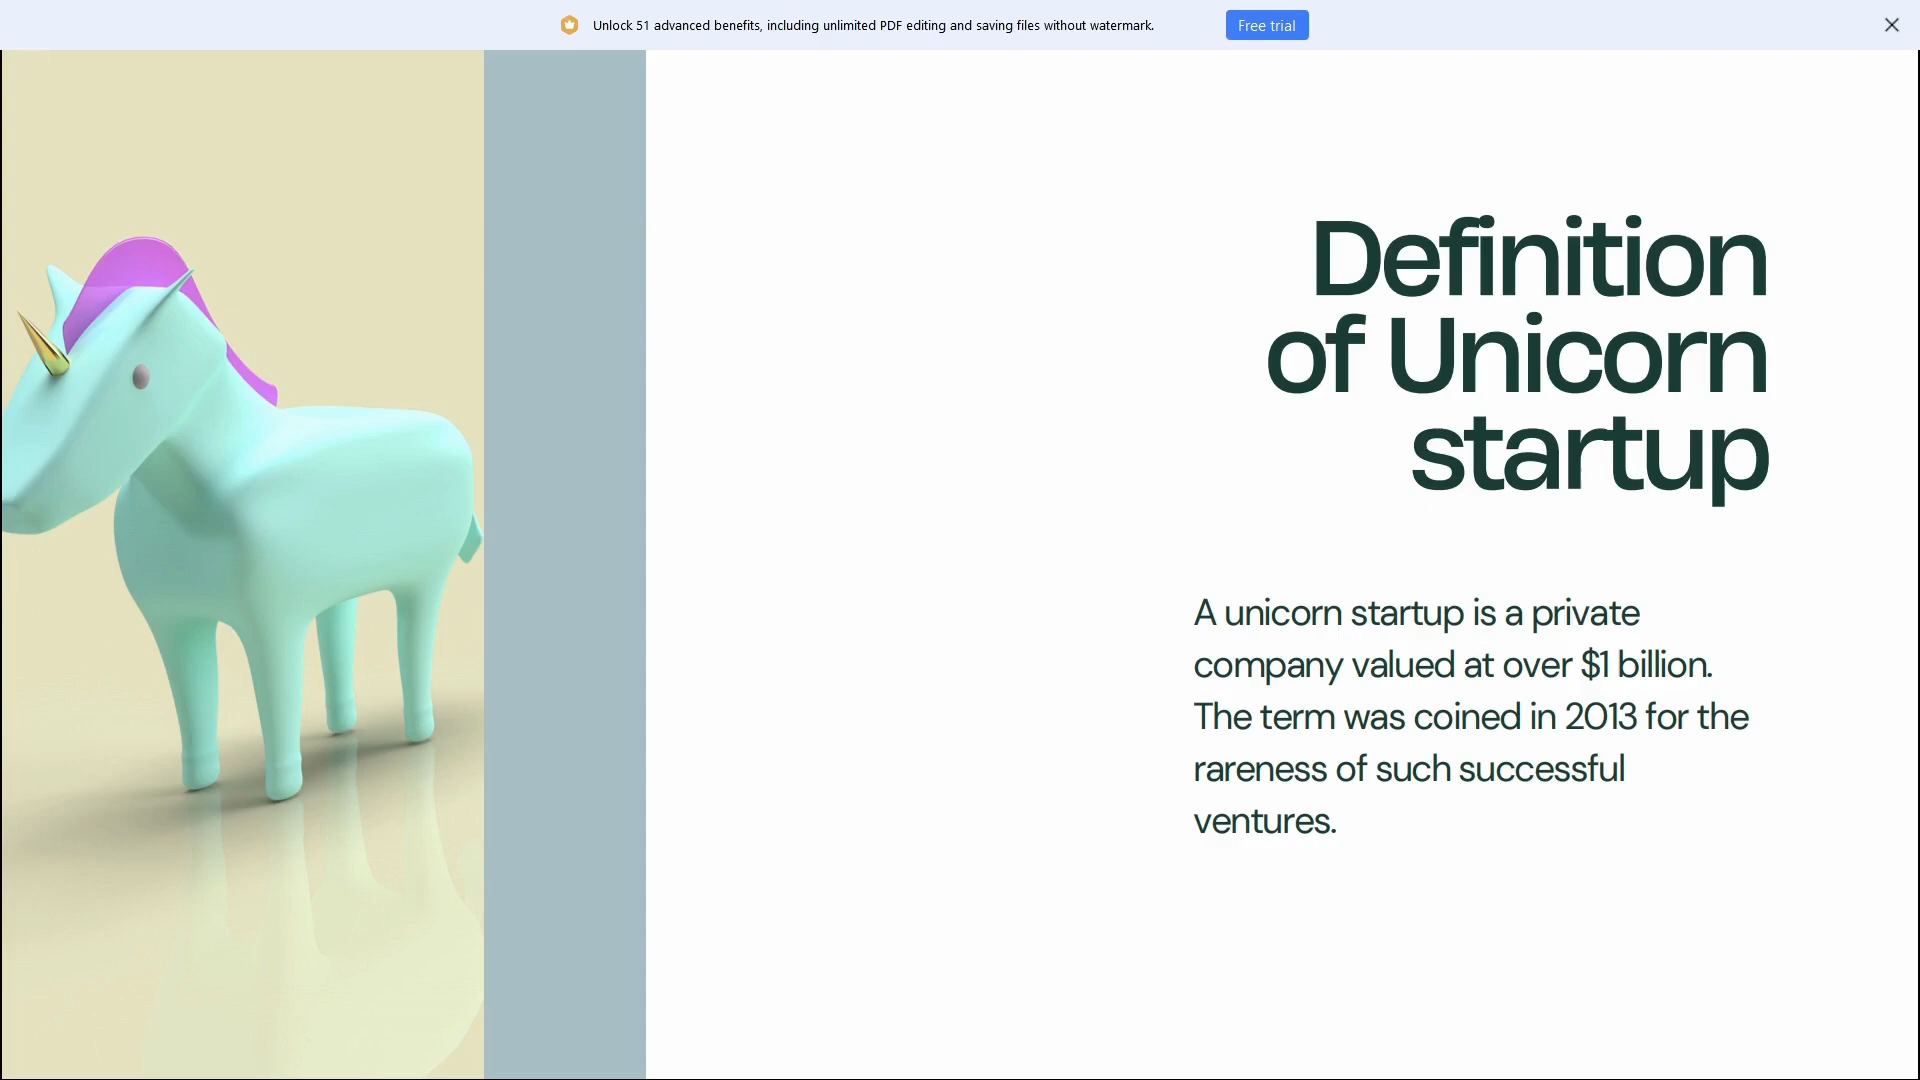 Unlock 51 advanced benefits, including unlimited PDF editing and saving files without watermark.
Free trial
Definition
of Unicorn
startup
A unicorn startup is a private
company valued at over $1 billion.
The term was coined in 2013 for the
rareness of such successful
ventures.